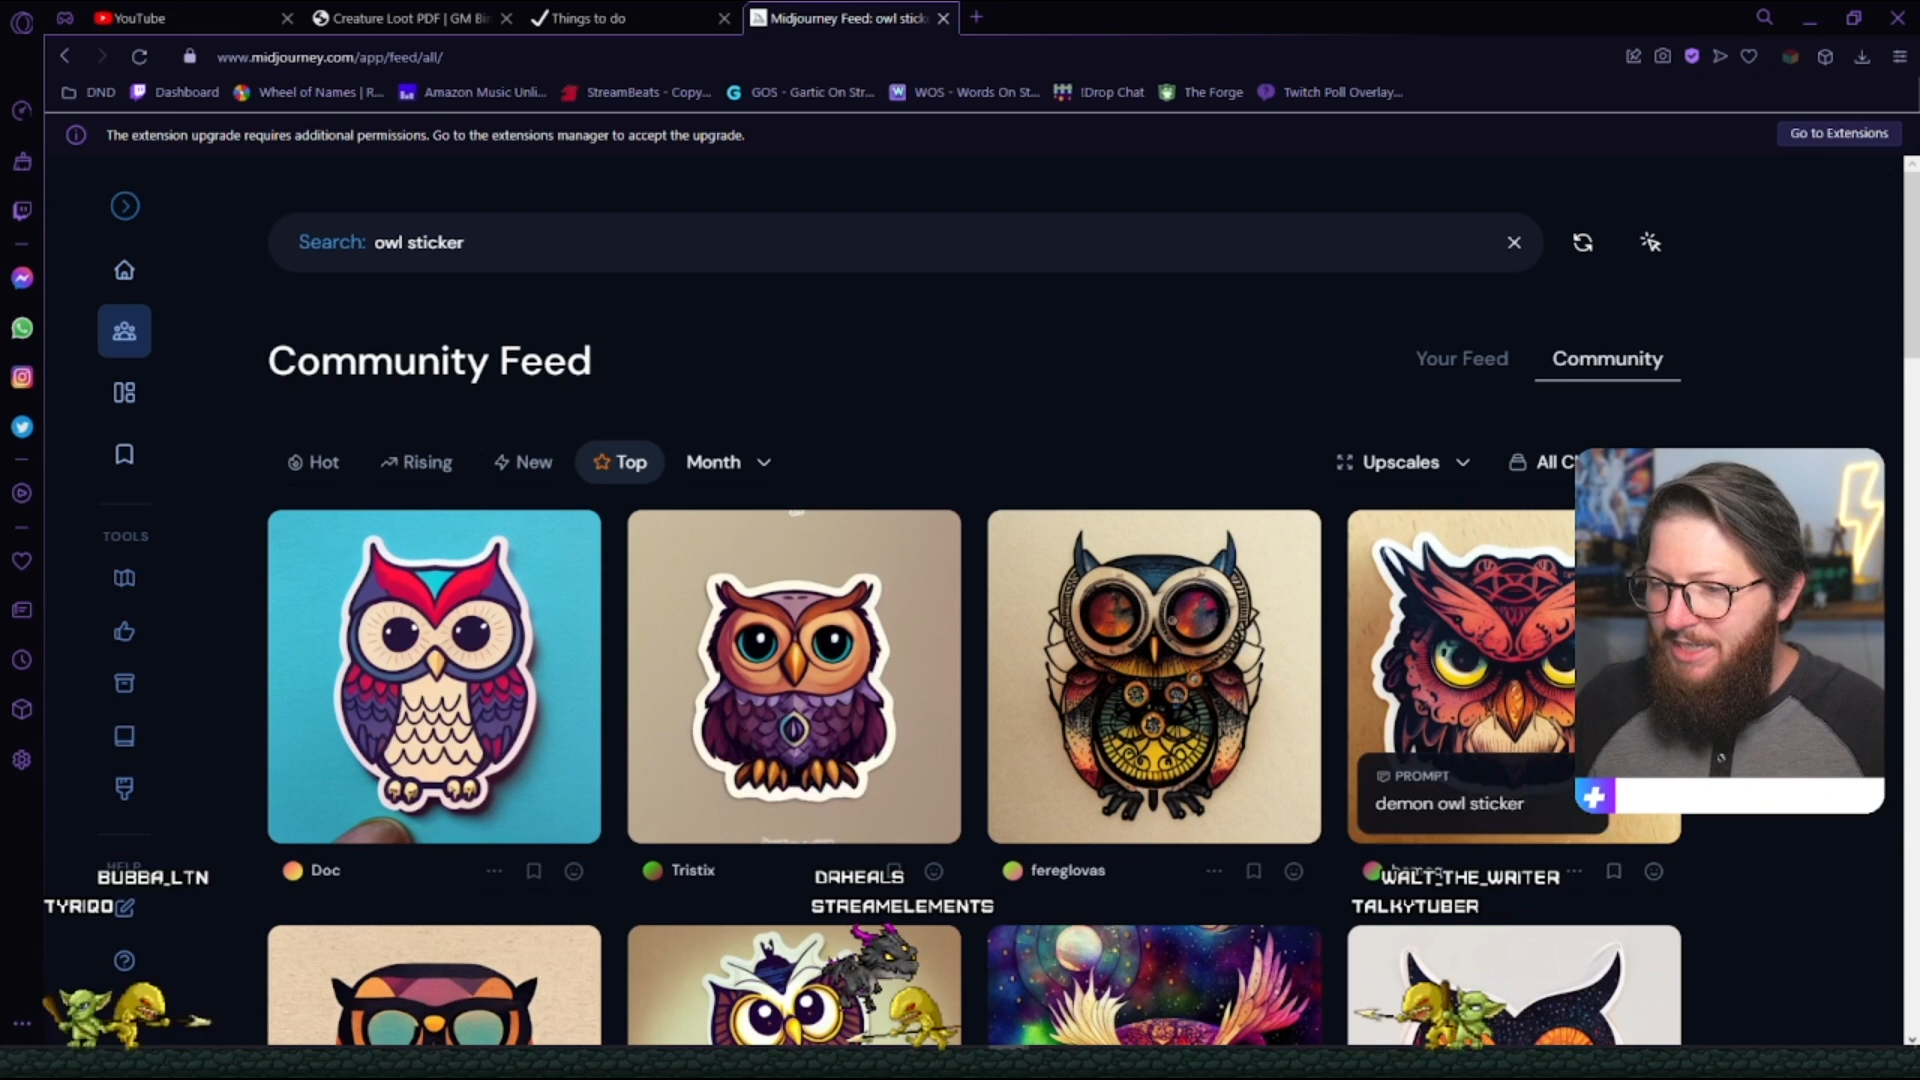 YouTube
Creature Loot PDF | GM Bin
Things to do
Midjourney Feed: owl stick
www.midjourney.com/app/feed/all/
DND
Dashboard
Wheel of Names | R...
Amazon Music Unli...
StreamBeats - Copy...
GOS - Gartic On Str...
WOS - Words On St...
!Drop Chat
The Forge
Twitch Poll Overlay...
The extension upgrade requires additional permissions. Go to the extensions manager to accept the upgrade.
Go to Extensions
Search: owl sticker
Community Feed
Your Feed
Community
Hot
Rising
New
Top
Month
Upscales
All C
TOOLS
PROMPT
demon owl sticker
Doc
Tristix
fereglovas
HELP
BUBBA_LTN
DRHEALS
WALT_THE_WRITER
TYRIQO
STREAMELEMENTS
TALKYTUBER